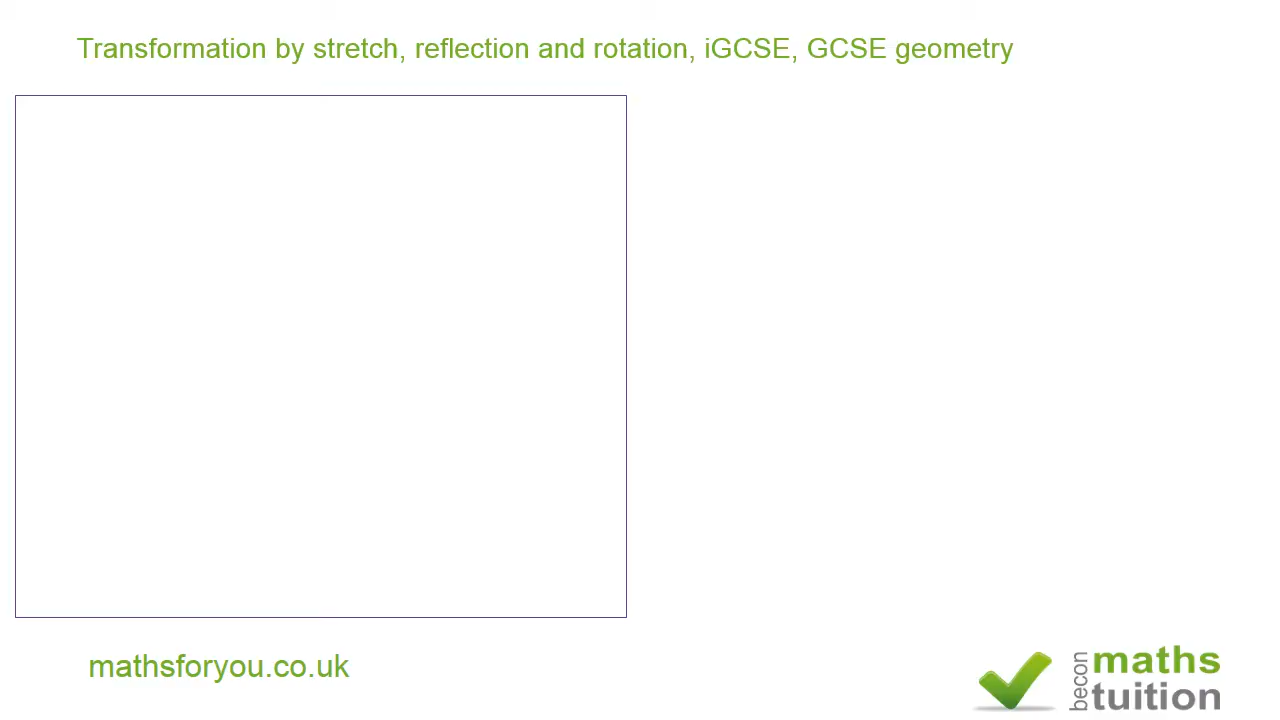 Transformation by stretch, reflection and rotation, iGCSE, GCSE geometry
mathsforyou.co.uk
becon
maths
tuition